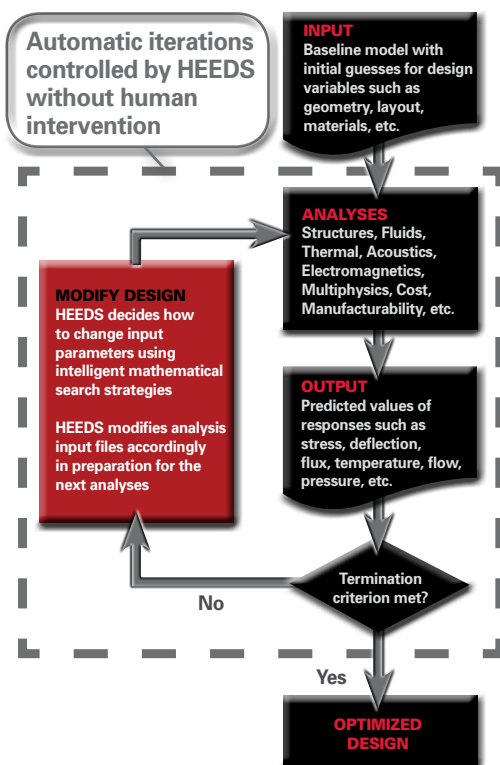 Automatic iterations
controlled by HEEDS
without human
intervention
INPUT
Baseline model with
initial guesses for design
variables such as
geometry, layout,
materials, etc.
ANALYSES
Structures, Fluids,
Thermal, Acoustics,
Electromagnetics,
Multiphysics, Cost,
Manufacturability, etc.
MODIFY DESIGN
HEEDS decides how
to change input
parameters using
intelligent mathematical
search strategies
HEEDS modifies analysis
input files accordingly
in preparation for the
next analyses
OUTPUT
Predicted values of
responses such as
stress, deflection,
flux, temperature, flow,
pressure, etc.
Termination
criterion met?
No
Yes
OPTIMIZED
DESIGN